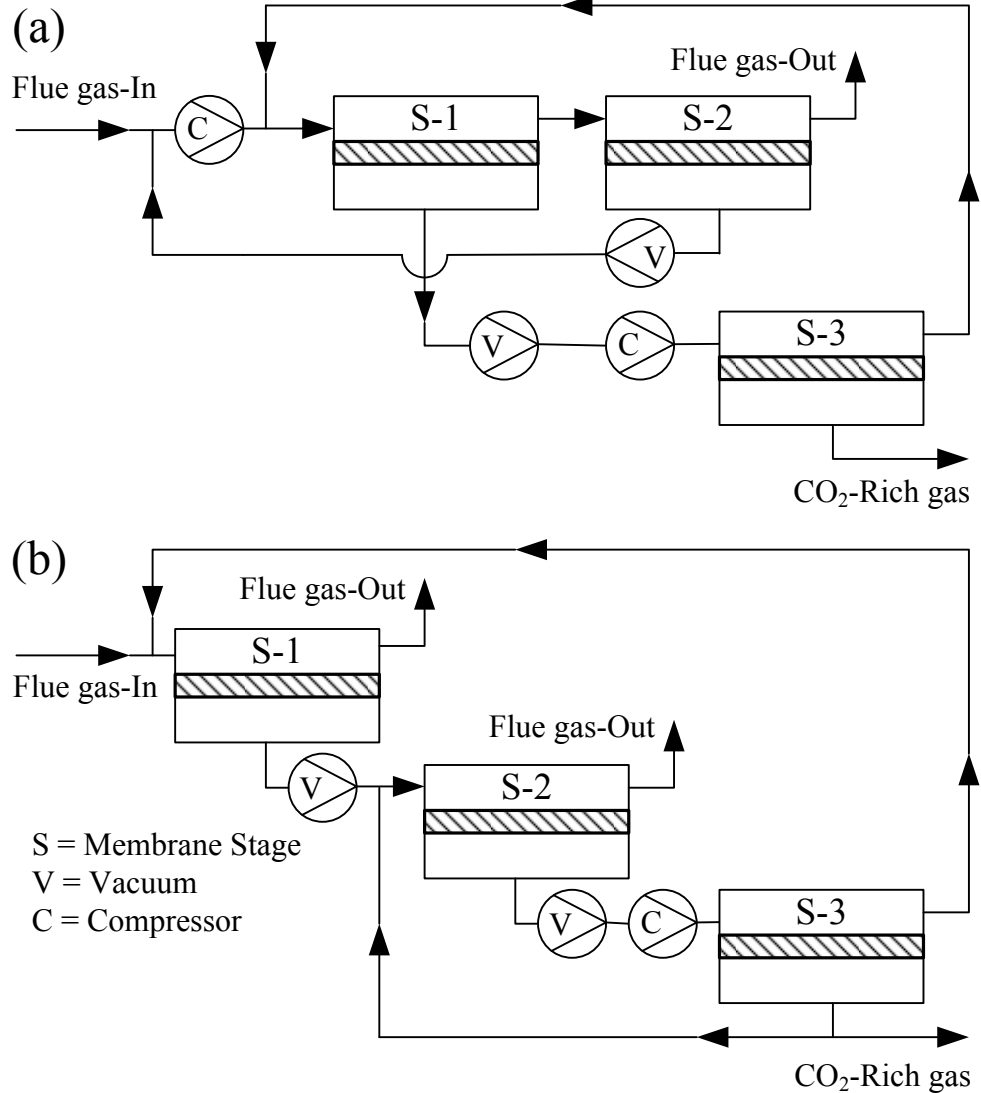 (a)
Flue gas-In
Flue gas-Out
C
S-1
S-2
V
V
C
S-3
CO₂-Rich gas
(b)
Flue gas-Out
S-1
Flue gas-In
Flue gas-Out
V
S-2
S = Membrane Stage
V = Vacuum
C = Compressor
V
C
S-3
CO₂-Rich gas